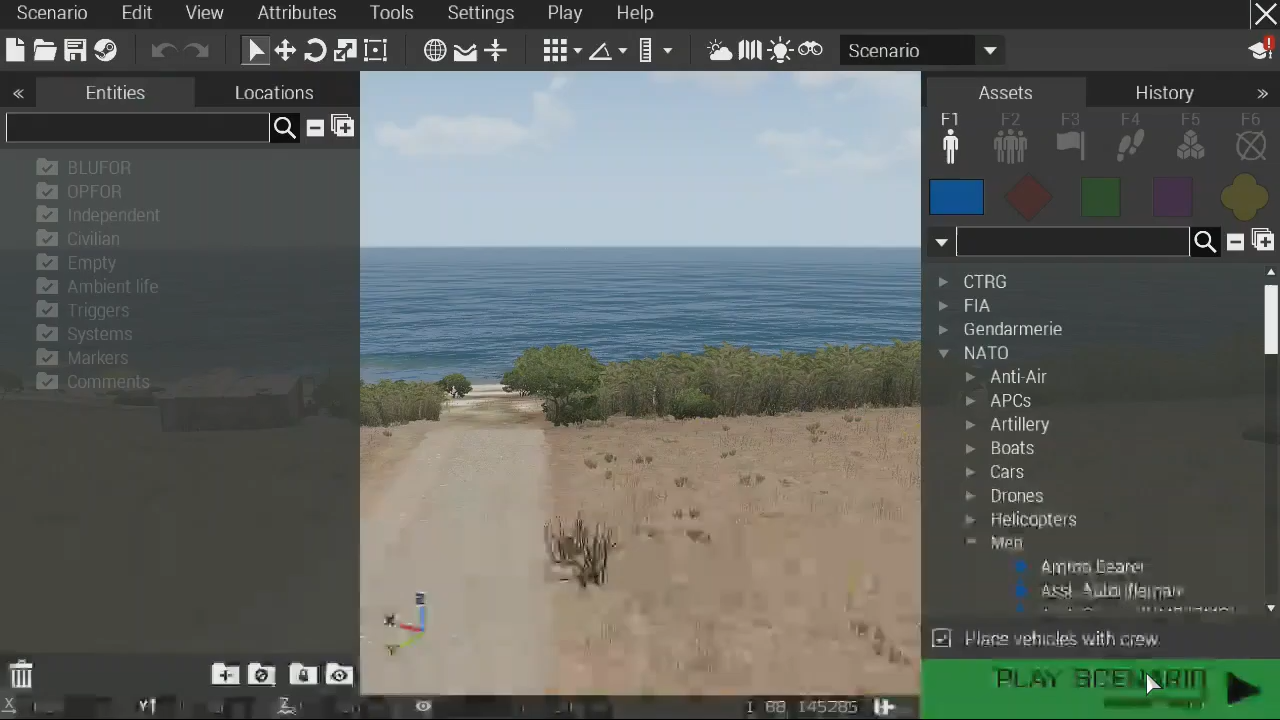 Scenario Edit View Attributes Tools Settings Play Help
Scenario
« Entities Locations
Assets History »
F1 F2 F3 F4 F5 F6
BLUFOR
OPFOR
Independent
Civilian
Empty
Ambient life
Triggers
Systems
Markers
Comments
CTRG
FIA
Gendarmerie
NATO
Anti-Air
APCs
Artillery
Boats
Cars
Drones
Helicopters
Men
Ammo Bearer
Asst. Autorifleman
Place vehicles with crew
PLAY SCENARIO
X Y Z